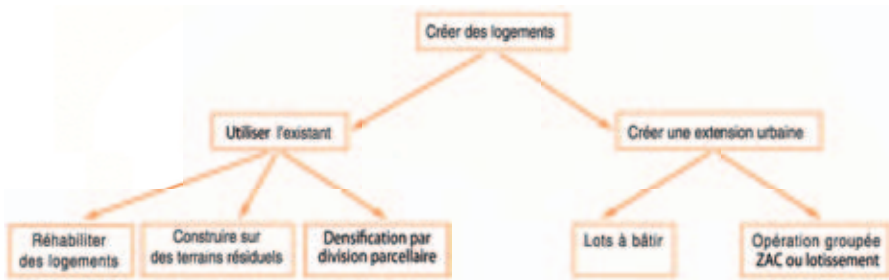 Créer des logements
Utiliser l'existant
Créer une extension urbaine
Réhabiliter
des logements
Construire sur
des terrains résiduels
Densification par
division parcellaire
Lots à bâtir
Opération groupée
ZAC ou lotissement